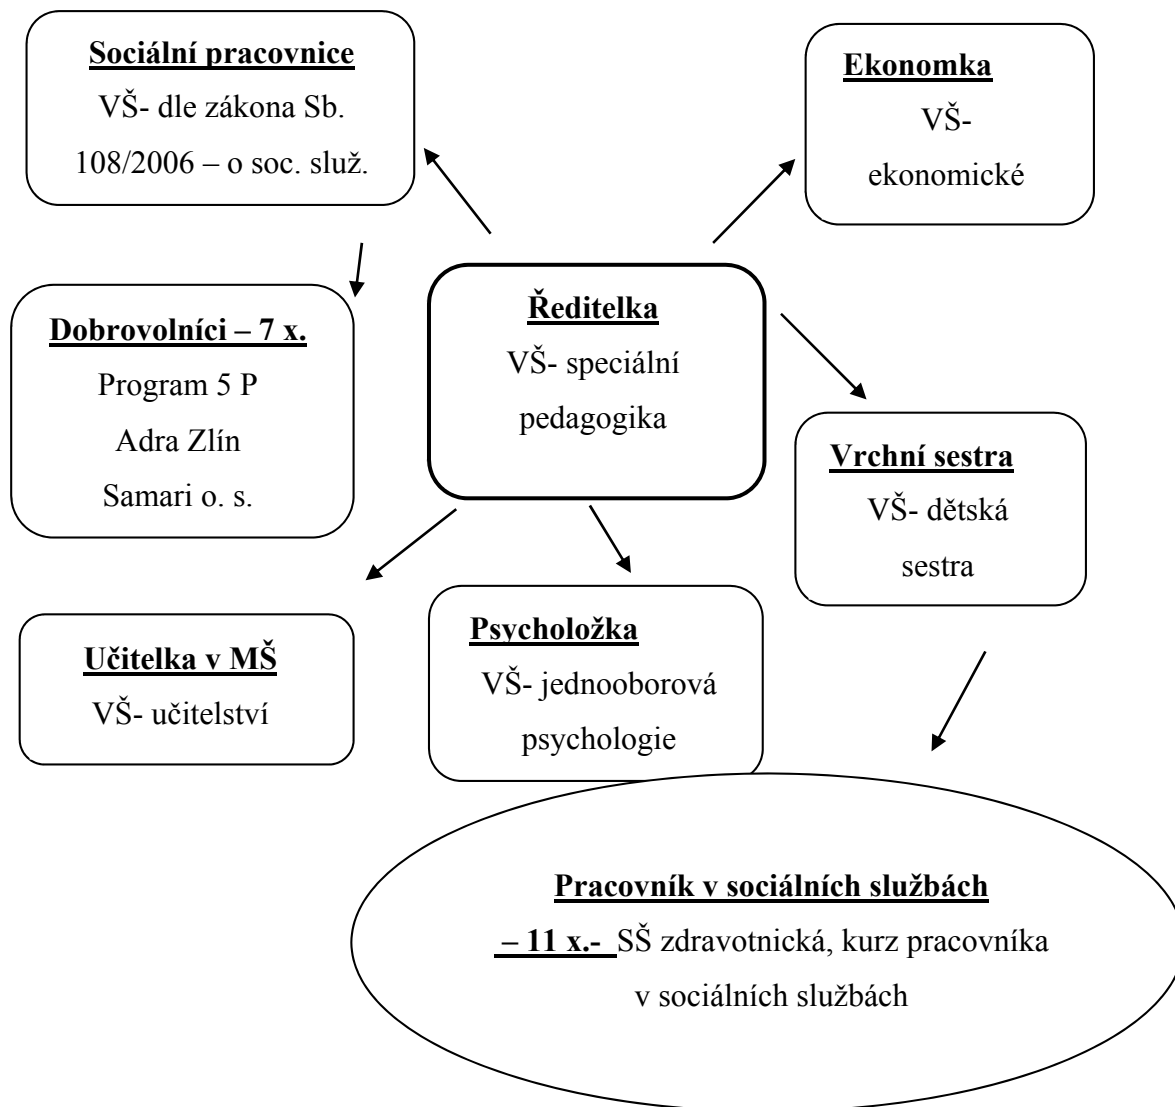 Sociální pracovnice
VŠ- dle zákona Sb.
108/2006 – o soc. služ.
Ekonomka
VŠ-
ekonomické
Ředitelka
VŠ- speciální
pedagogika
Dobrovolníci – 7 x.
Program 5 P
Adra Zlín
Samari o. s.
Vrchní sestra
VŠ- dětská
sestra
Učitelka v MŠ
VŠ- učitelství
Psycholožka
VŠ- jednooborová
psychologie
Pracovník v sociálních službách
– 11 x.- SŠ zdravotnická, kurz pracovníka
v sociálních službách